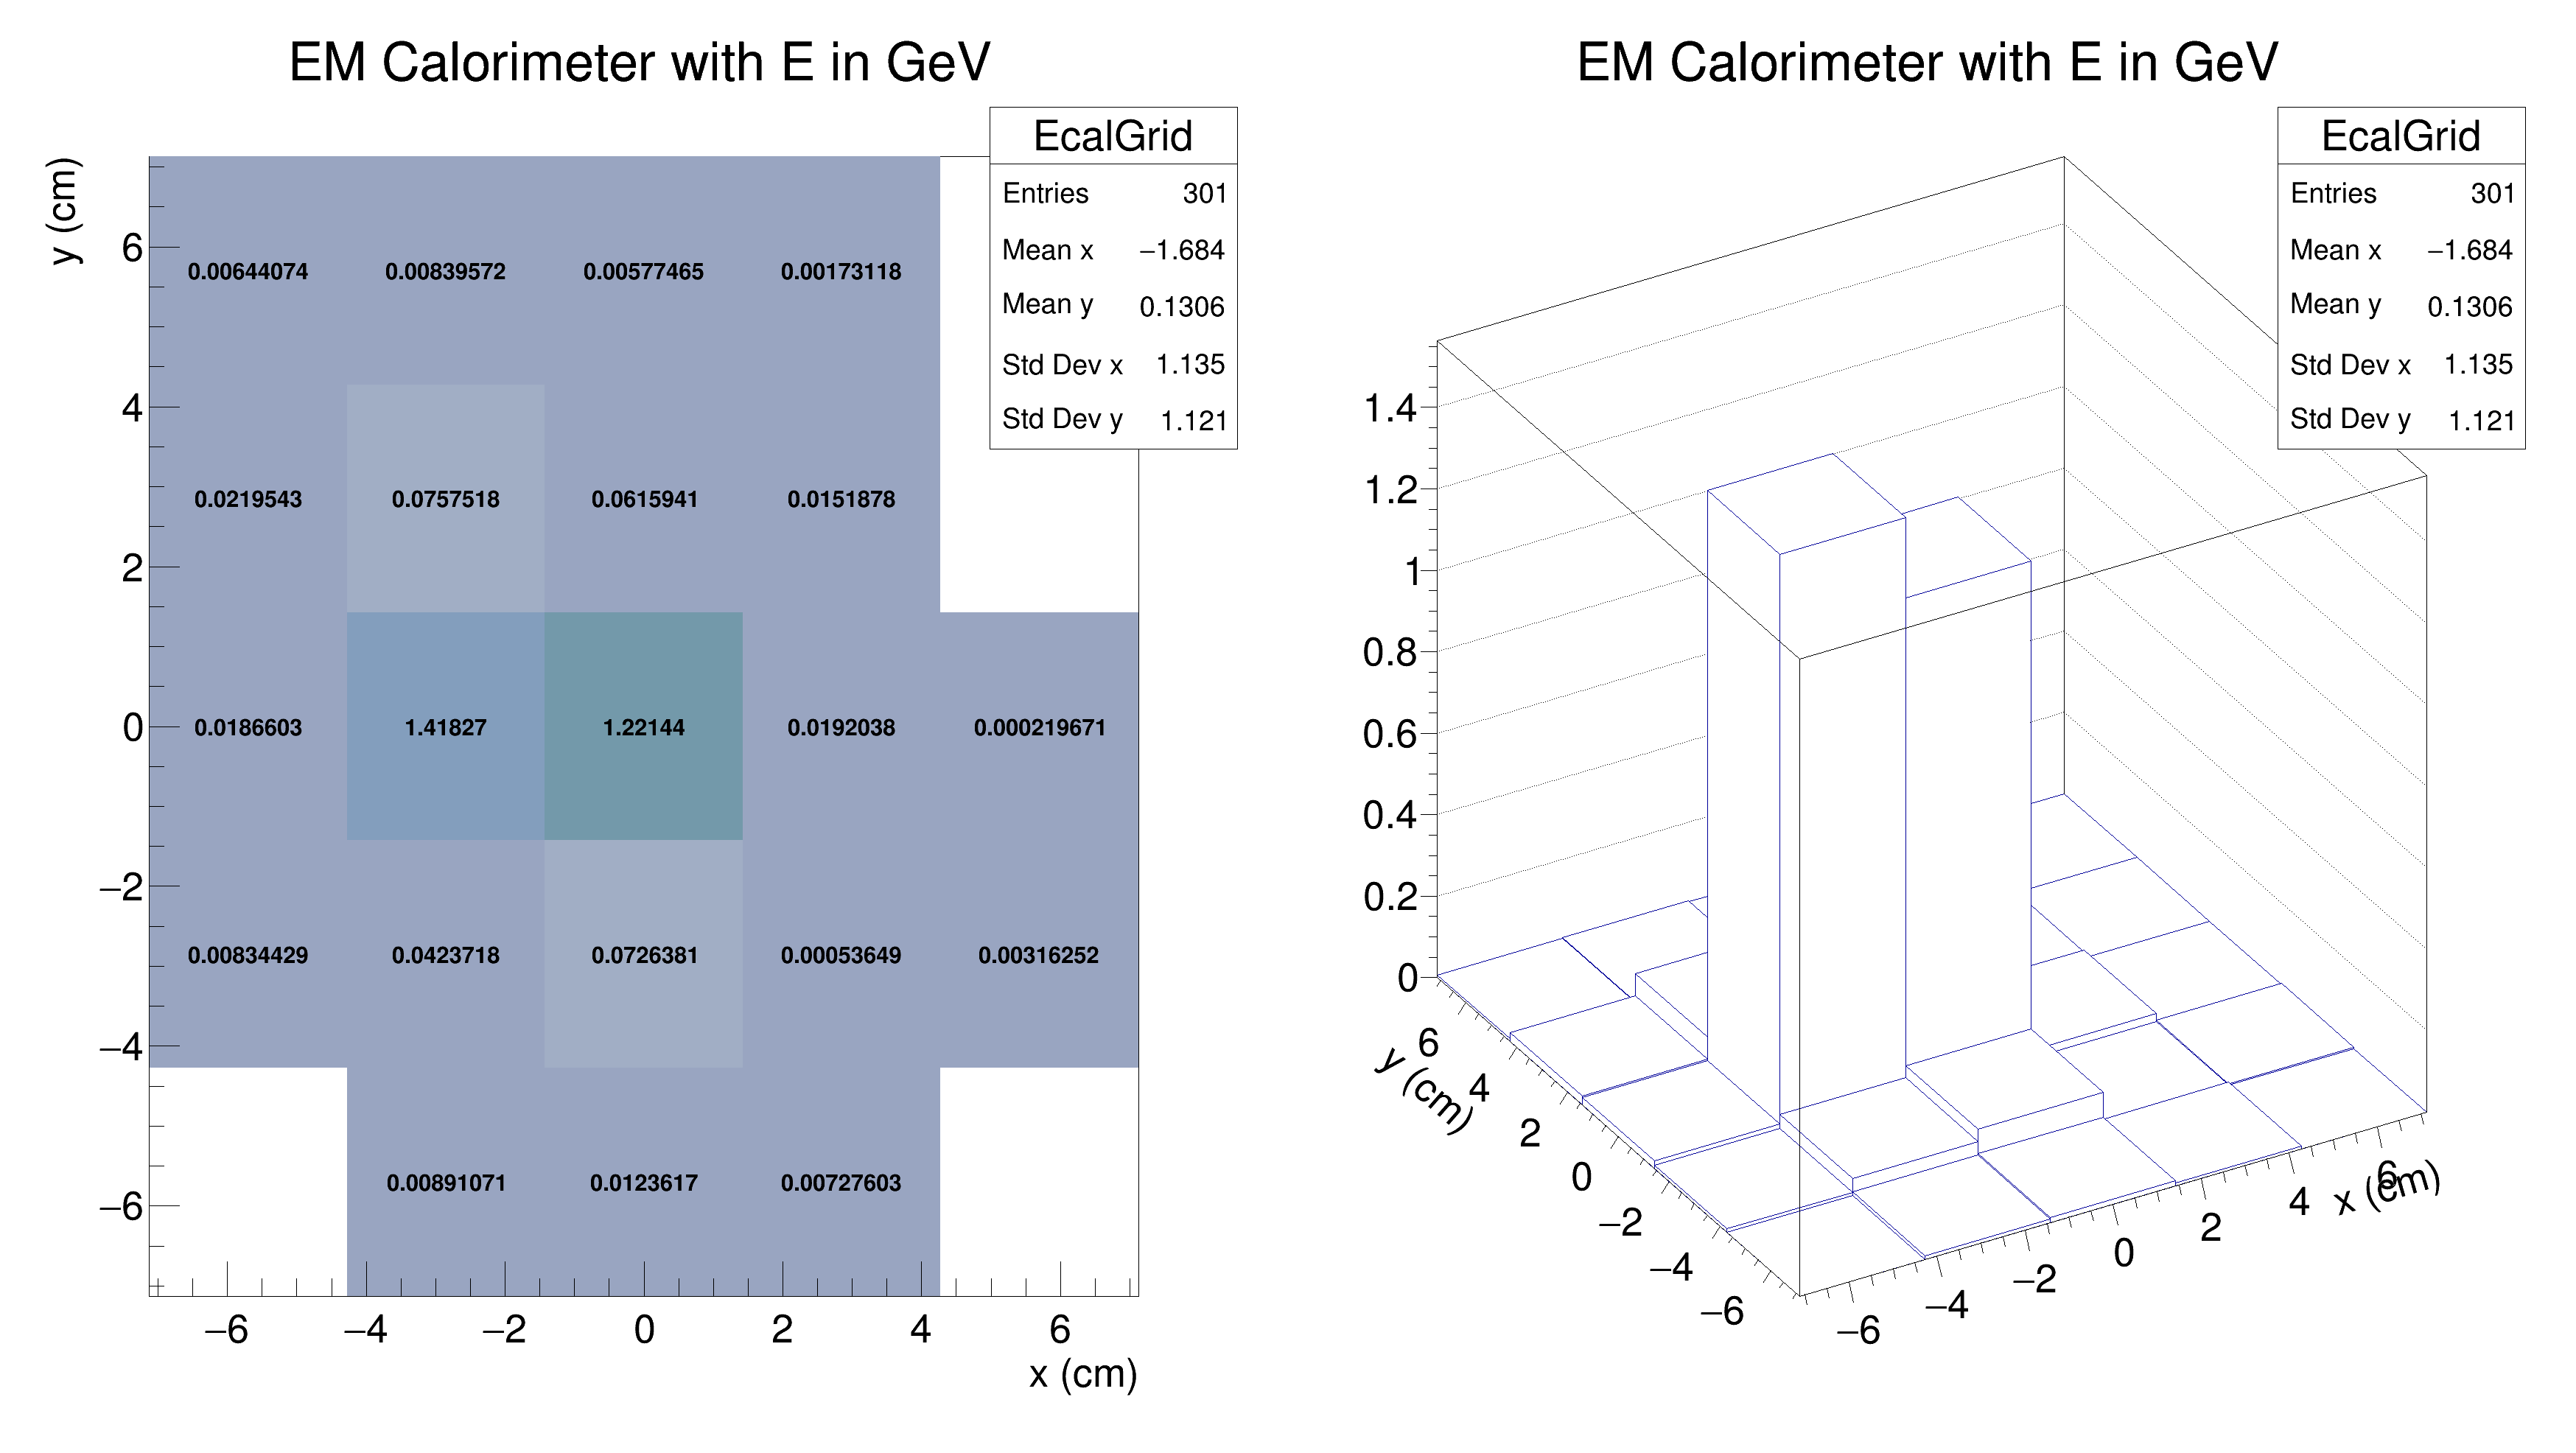 EM Calorimeter with E in GeV
EcalGrid
Entries 301
Mean x −1.684
Mean y 0.1306
Std Dev x 1.135
Std Dev y 1.121
y (cm)
6
4
2
0
−2
−4
−6
0.00644074 0.00839572 0.00577465 0.00173118
0.0219543 0.0757518 0.0615941 0.0151878
0.0186603 1.41827 1.22144 0.0192038 0.000219671
0.00834429 0.0423718 0.0726381 0.00053649 0.00316252
0.00891071 0.0123617 0.00727603
−6 −4 −2 0 2 4 6
x (cm)
EM Calorimeter with E in GeV
EcalGrid
Entries 301
Mean x −1.684
Mean y 0.1306
Std Dev x 1.135
Std Dev y 1.121
1.4
1.2
1
0.8
0.6
0.4
0.2
0
6
4
2
0
−2
−4
−6
y (cm)
−6
−4
−2
0
2
4
6
x (cm)